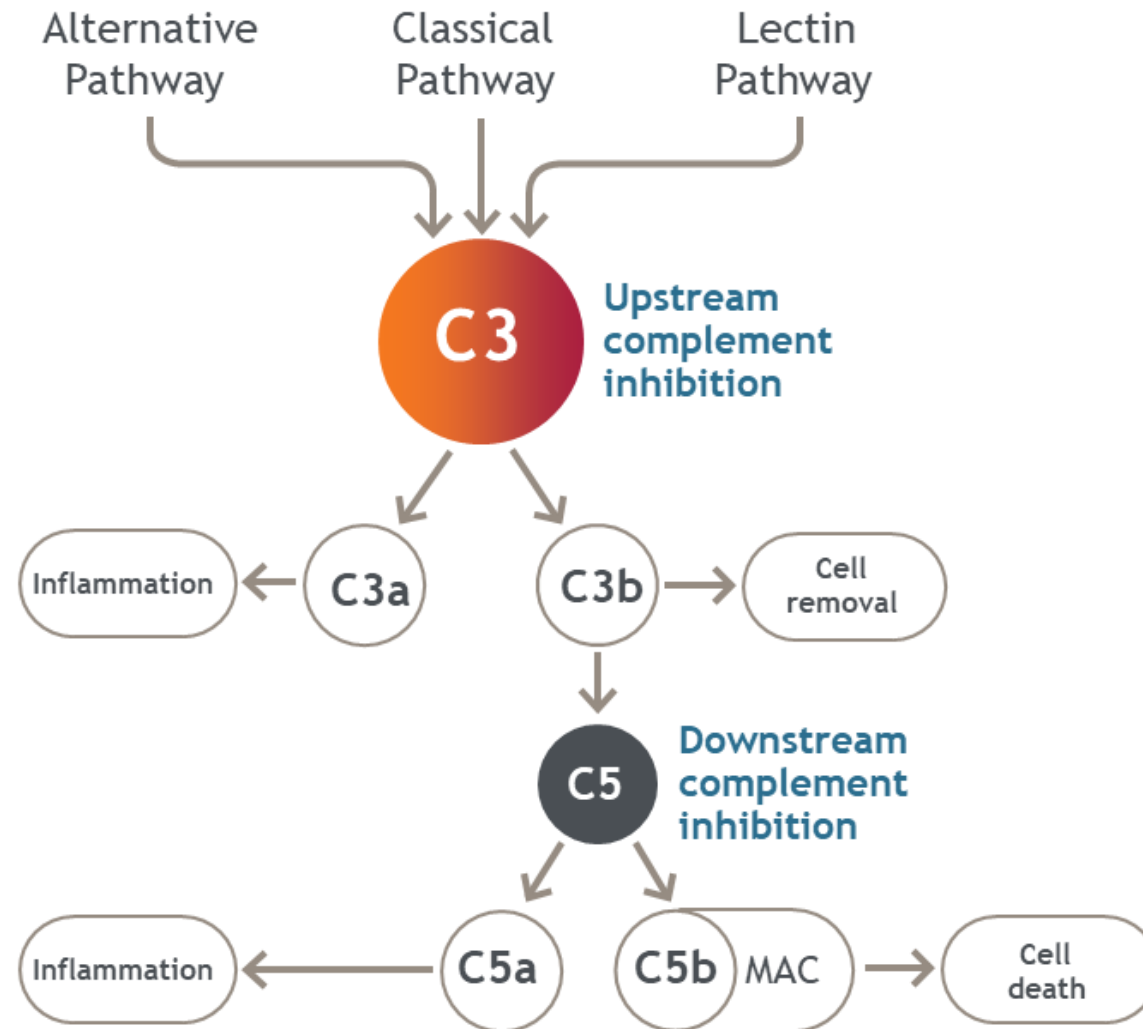 Alternative
Pathway
Classical
Pathway
Lectin
Pathway
C3
Upstream
complement
inhibition
Inflammation
C3a
C3b
Cell
removal
C5
Downstream
complement
inhibition
Inflammation
C5a
C5b
MAC
Cell
death